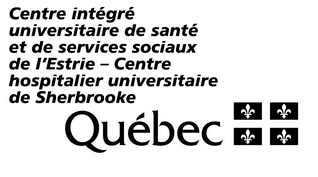 Centre intégré
universitaire de santé
et de services sociaux
de l'Estrie – Centre
hospitalier universitaire
de Sherbrooke
Québec